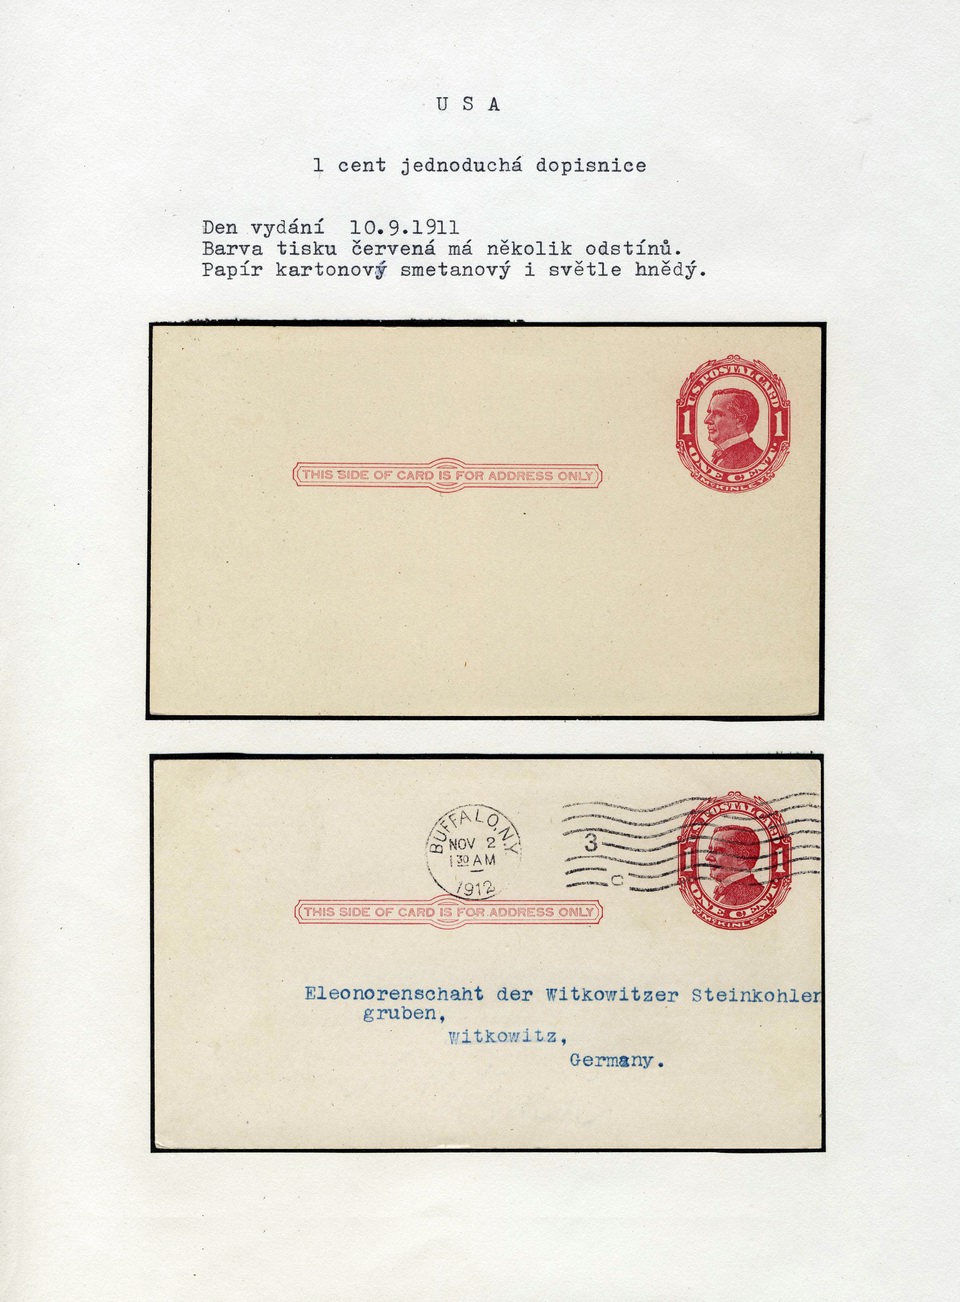 U S A
1 cent jednoduchá dopisnice
Den vydání 10.9.1911
Barva tisku červená má několik odstínů.
Papír kartonový smetanový i světle hnědý.
U.S. POSTAL CARD
1 1
ONE CENT
McKINLEY
THIS SIDE OF CARD IS FOR ADDRESS ONLY
BUFFALO, N.Y.
NOV 2
1 30 AM
1912
3
C
U.S. POSTAL CARD
1 1
ONE CENT
McKINLEY
THIS SIDE OF CARD IS FOR ADDRESS ONLY
Eleonorenschaht der Witkowitzer Steinkohlen
gruben,
Witkowitz,
Germany.